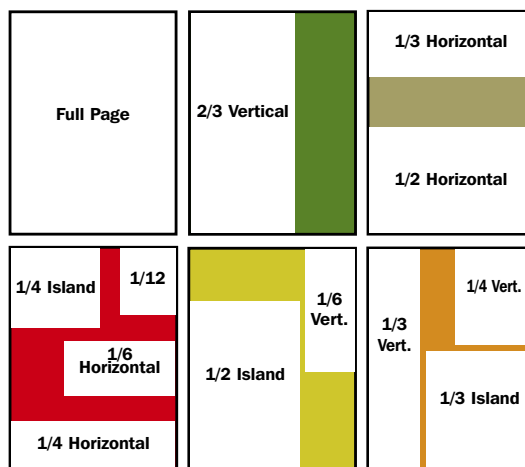 Full Page
2/3 Vertical
1/3 Horizontal
1/2 Horizontal
1/4 Island
1/12
1/6
Horizontal
1/4 Horizontal
1/6
Vert.
1/2 Island
1/4 Vert.
1/3
Vert.
1/3 Island